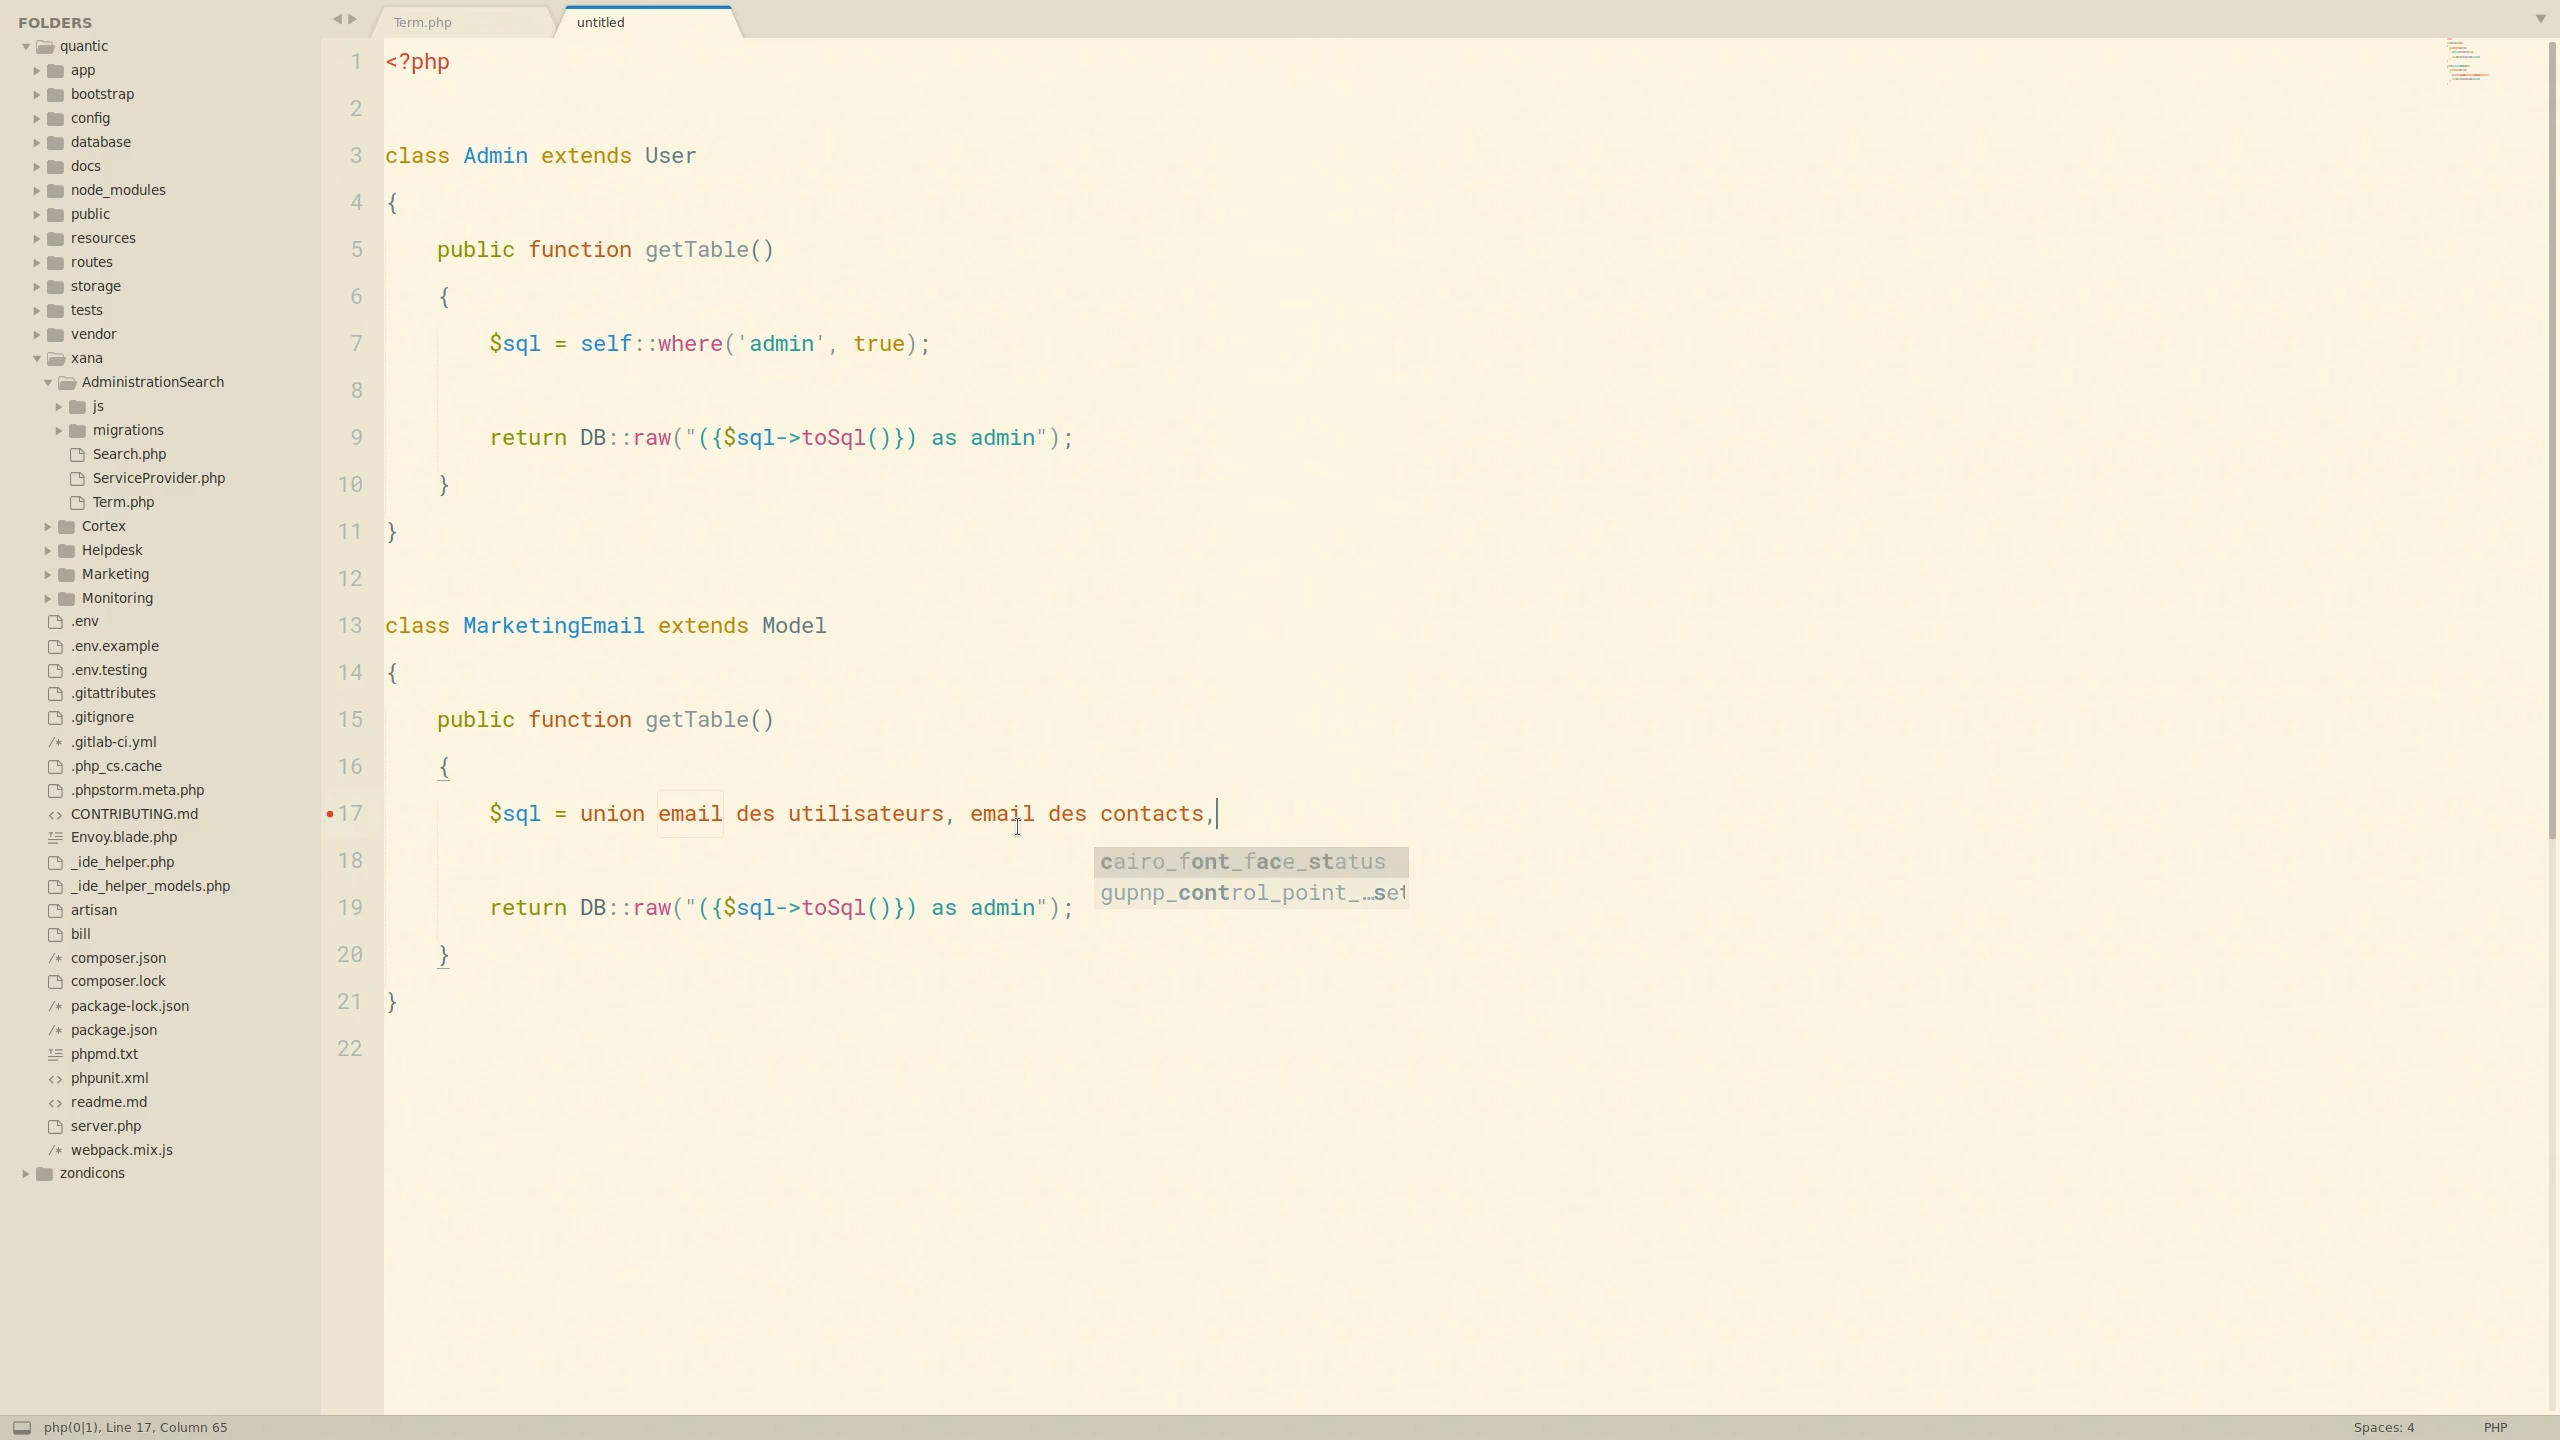 FOLDERS
quantic
app
bootstrap
config
database
docs
node_modules
public
resources
routes
storage
tests
vendor
xana
AdministrationSearch
js
migrations
Search.php
ServiceProvider.php
Term.php
Cortex
Helpdesk
Marketing
Monitoring
.env
.env.example
.env.testing
.gitattributes
.gitignore
.gitlab-ci.yml
.php_cs.cache
.phpstorm.meta.php
CONTRIBUTING.md
Envoy.blade.php
_ide_helper.php
_ide_helper_models.php
artisan
bill
composer.json
composer.lock
package-lock.json
package.json
phpmd.txt
phpunit.xml
readme.md
server.php
webpack.mix.js
zondicons
Term.php
untitled
1 <?php
2
3 class Admin extends User
4 {
5     public function getTable()
6     {
7         $sql = self::where('admin', true);
8
9         return DB::raw("({$sql->toSql()}) as admin");
10     }
11 }
12
13 class MarketingEmail extends Model
14 {
15     public function getTable()
16     {
17         $sql = union email des utilisateurs, email des contacts,
18
cairo_font_face_status
gupnp_control_point_…set
19         return DB::raw("({$sql->toSql()}) as admin");
20     }
21 }
22
php(0|1), Line 17, Column 65
Spaces: 4
PHP